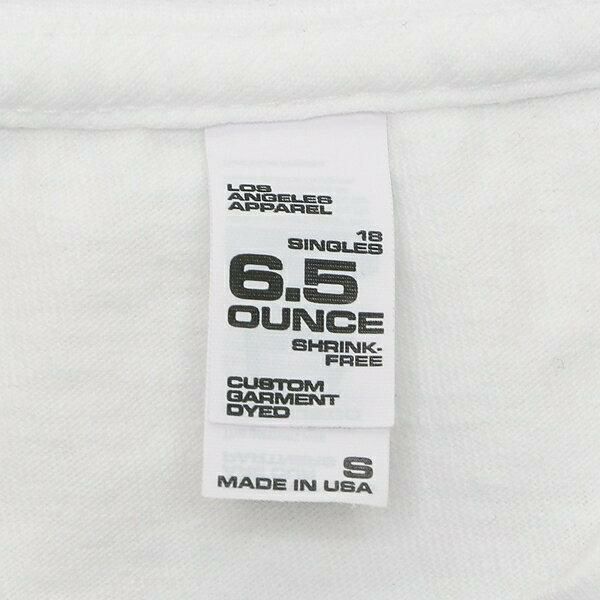 LOS
ANGELES
APPAREL
18
SINGLES
6.5
OUNCE
SHRINK-
FREE
CUSTOM
GARMENT
DYED
S
MADE IN USA